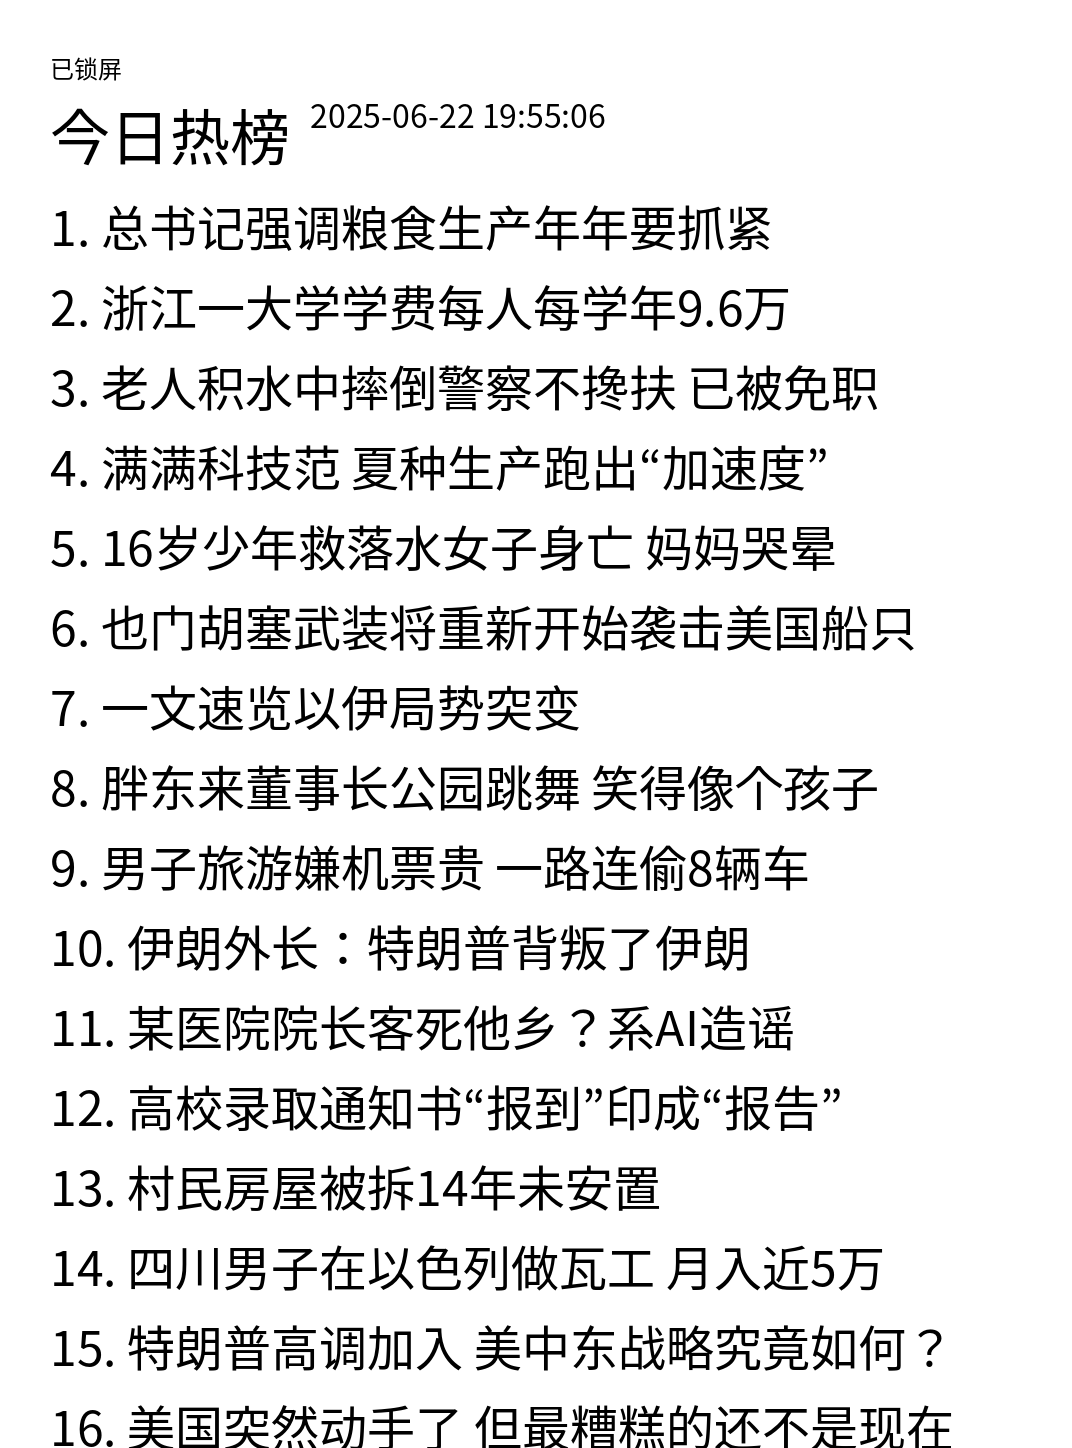 已锁屏
今日热榜 2025-06-22 19:55:06
1. 总书记强调粮食生产年年要抓紧
2. 浙江一大学学费每人每学年9.6万
3. 老人积水中摔倒警察不搀扶 已被免职
4. 满满科技范 夏种生产跑出“加速度”
5. 16岁少年救落水女子身亡 妈妈哭晕
6. 也门胡塞武装将重新开始袭击美国船只
7. 一文速览以伊局势突变
8. 胖东来董事长公园跳舞 笑得像个孩子
9. 男子旅游嫌机票贵 一路连偷8辆车
10. 伊朗外长：特朗普背叛了伊朗
11. 某医院院长客死他乡？系AI造谣
12. 高校录取通知书“报到”印成“报告”
13. 村民房屋被拆14年未安置
14. 四川男子在以色列做瓦工 月入近5万
15. 特朗普高调加入 美中东战略究竟如何？
16. 美国突然动手了 但最糟糕的还不是现在